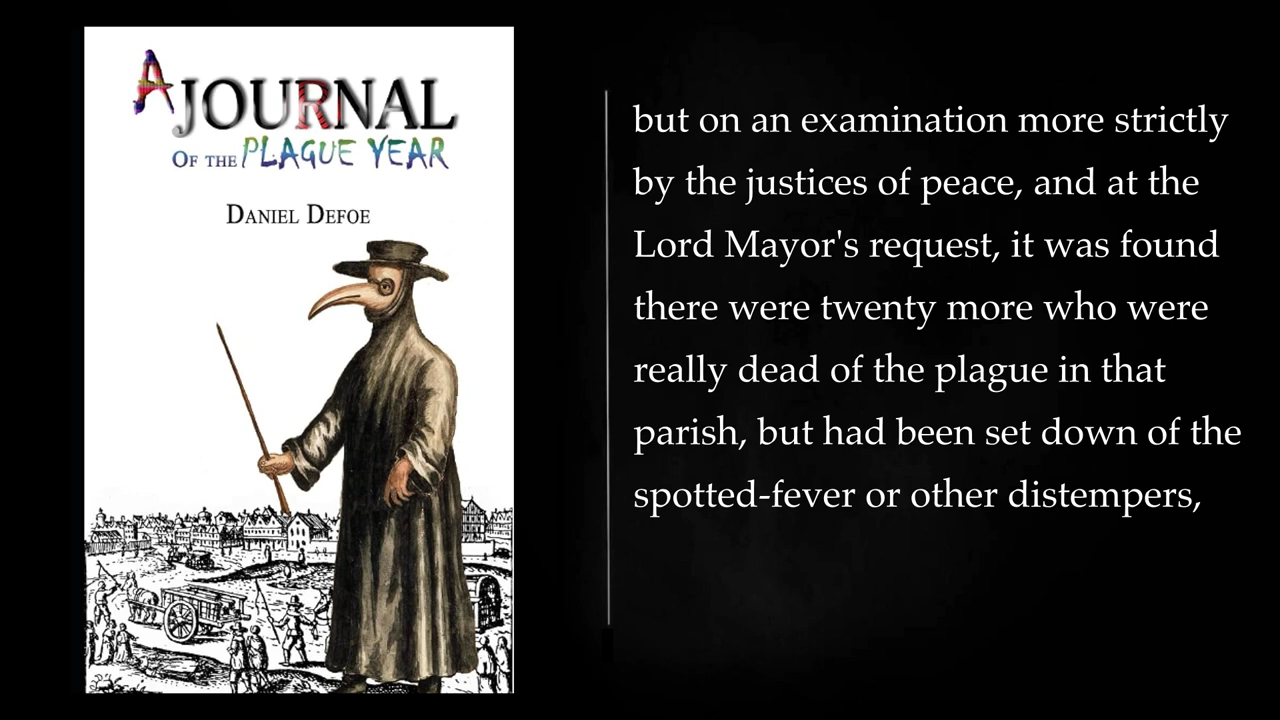 A JOURNAL
OF THE PLAGUE YEAR
DANIEL DEFOE
but on an examination more strictly
by the justices of peace, and at the
Lord Mayor's request, it was found
there were twenty more who were
really dead of the plague in that
parish, but had been set down of the
spotted-fever or other distempers,